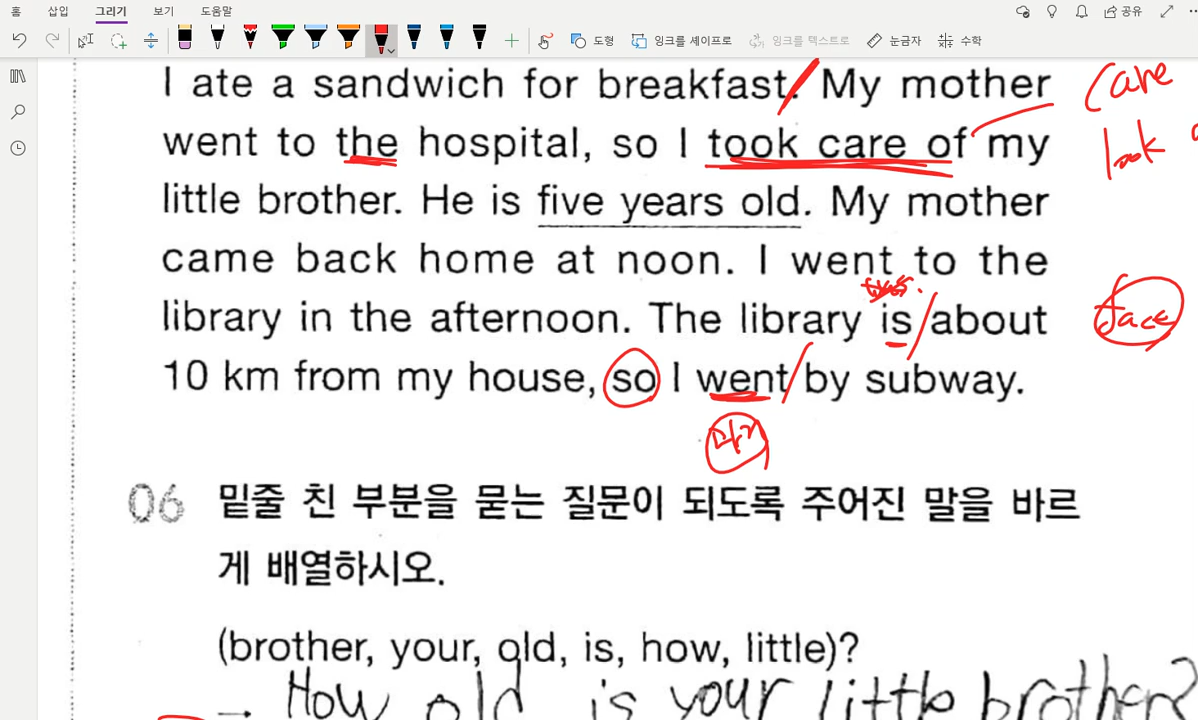 홈 삽입 그리기 보기 도움말 공유
도형 잉크를 셰이프로 잉크를 텍스트로 눈금자 수학
I ate a sandwich for breakfast. My mother
care
went to the hospital, so I took care of my
look
little brother. He is five years old. My mother
came back home at noon. I went to the
library in the afternoon. The library is about
face
10 km from my house, so I went by subway.
과거
06 밑줄 친 부분을 묻는 질문이 되도록 주어진 말을 바르
게 배열하시오.
(brother, your, old, is, how, little)?
→ How old is your little brother?